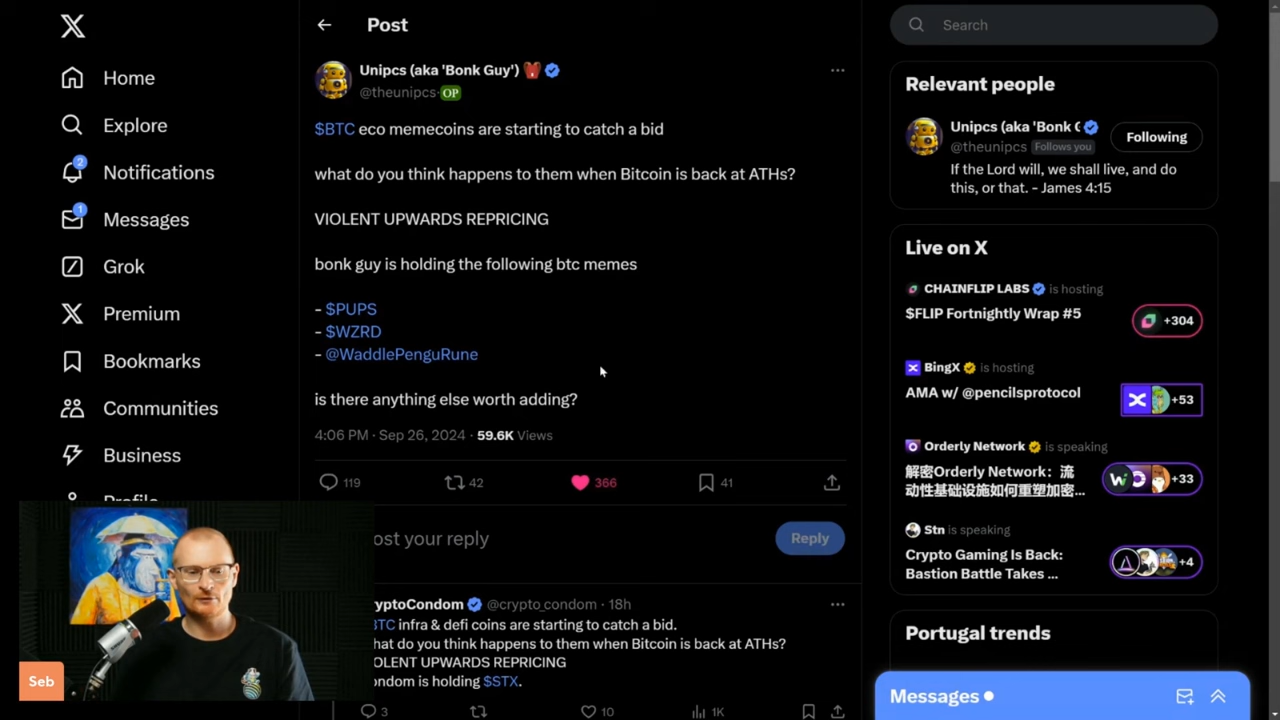 Home
Explore
2
Notifications
1
Messages
Grok
Premium
Bookmarks
Communities
Business
Profile
Seb
Post
Unipcs (aka 'Bonk Guy')
@theunipcs· OP
$BTC eco memecoins are starting to catch a bid
what do you think happens to them when Bitcoin is back at ATHs?
VIOLENT UPWARDS REPRICING
bonk guy is holding the following btc memes
- $PUPS
- $WZRD
- @WaddlePenguRune
is there anything else worth adding?
4:06 PM · Sep 26, 2024 · 59.6K Views
119 42 366 41
ost your reply
Reply
ryptoCondom @crypto_condom · 18h
BTC infra & defi coins are starting to catch a bid.
hat do you think happens to them when Bitcoin is back at ATHs?
OLENT UPWARDS REPRICING
ondom is holding $STX.
3 10 1K
Search
Relevant people
Unipcs (aka 'Bonk G
@theunipcs Follows you
Following
If the Lord will, we shall live, and do
this, or that. - James 4:15
Live on X
CHAINFLIP LABS is hosting
$FLIP Fortnightly Wrap #5
+304
BingX is hosting
AMA w/ @pencilsprotocol
+53
Orderly Network is speaking
解密Orderly Network：流
动性基础设施如何重塑加密...
+33
Stn is speaking
Crypto Gaming Is Back:
Bastion Battle Takes ...
+4
Portugal trends
Messages